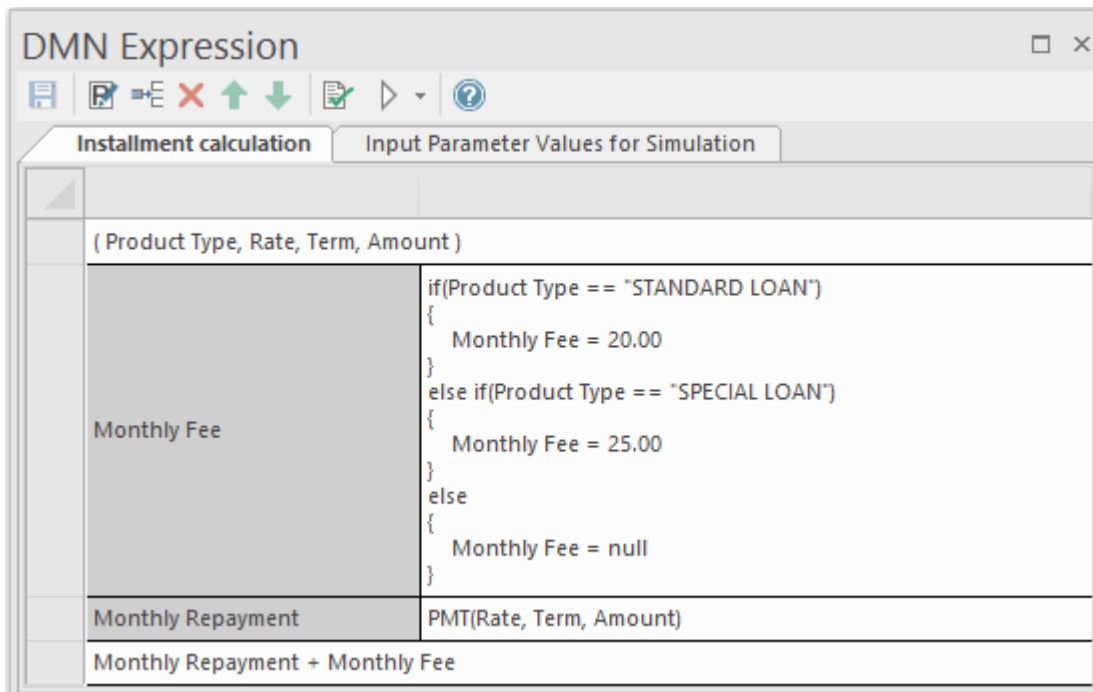 DMN Expression
Installment calculation
Input Parameter Values for Simulation
( Product Type, Rate, Term, Amount )
Monthly Fee
if(Product Type == "STANDARD LOAN")
{
Monthly Fee = 20.00
}
else if(Product Type == "SPECIAL LOAN")
{
Monthly Fee = 25.00
}
else
{
Monthly Fee = null
}
Monthly Repayment
PMT(Rate, Term, Amount)
Monthly Repayment + Monthly Fee